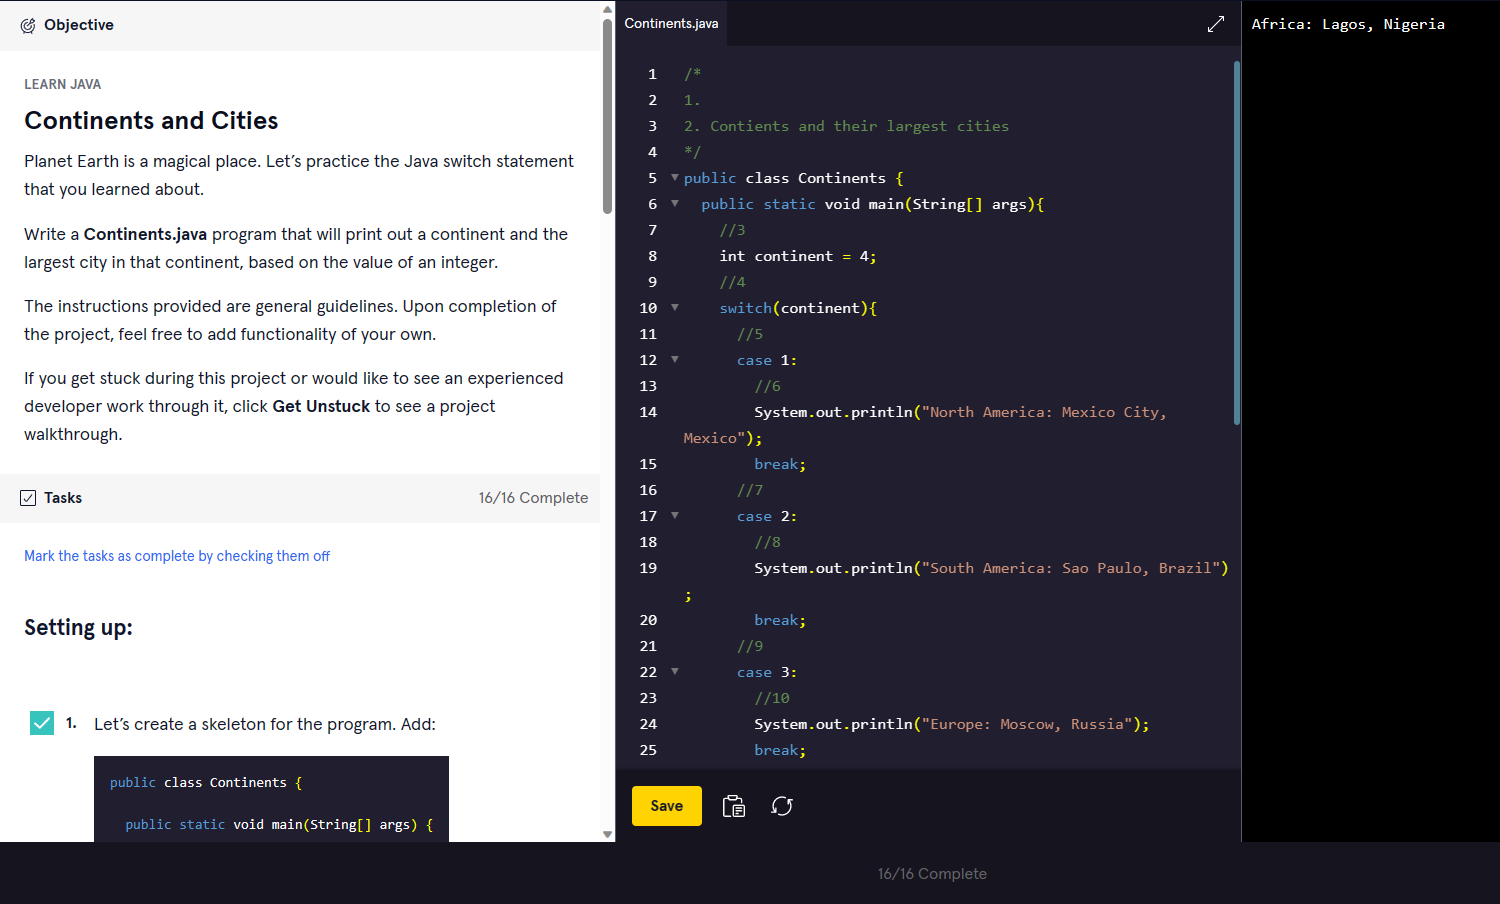 Objective
LEARN JAVA
Continents and Cities
Planet Earth is a magical place. Let’s practice the Java switch statement
that you learned about.
Write a Continents.java program that will print out a continent and the
largest city in that continent, based on the value of an integer.
The instructions provided are general guidelines. Upon completion of
the project, feel free to add functionality of your own.
If you get stuck during this project or would like to see an experienced
developer work through it, click Get Unstuck to see a project
walkthrough.
Tasks 16/16 Complete
Mark the tasks as complete by checking them off
Setting up:
1. Let’s create a skeleton for the program. Add:
public class Continents {
public static void main(String[] args) {
Continents.java
1 /*
2 1.
3 2. Contients and their largest cities
4 */
5 public class Continents {
6 public static void main(String[] args){
7 //3
8 int continent = 4;
9 //4
10 switch(continent){
11 //5
12 case 1:
13 //6
14 System.out.println("North America: Mexico City,
Mexico");
15 break;
16 //7
17 case 2:
18 //8
19 System.out.println("South America: Sao Paulo, Brazil")
;
20 break;
21 //9
22 case 3:
23 //10
24 System.out.println("Europe: Moscow, Russia");
25 break;
Save
Africa: Lagos, Nigeria
16/16 Complete